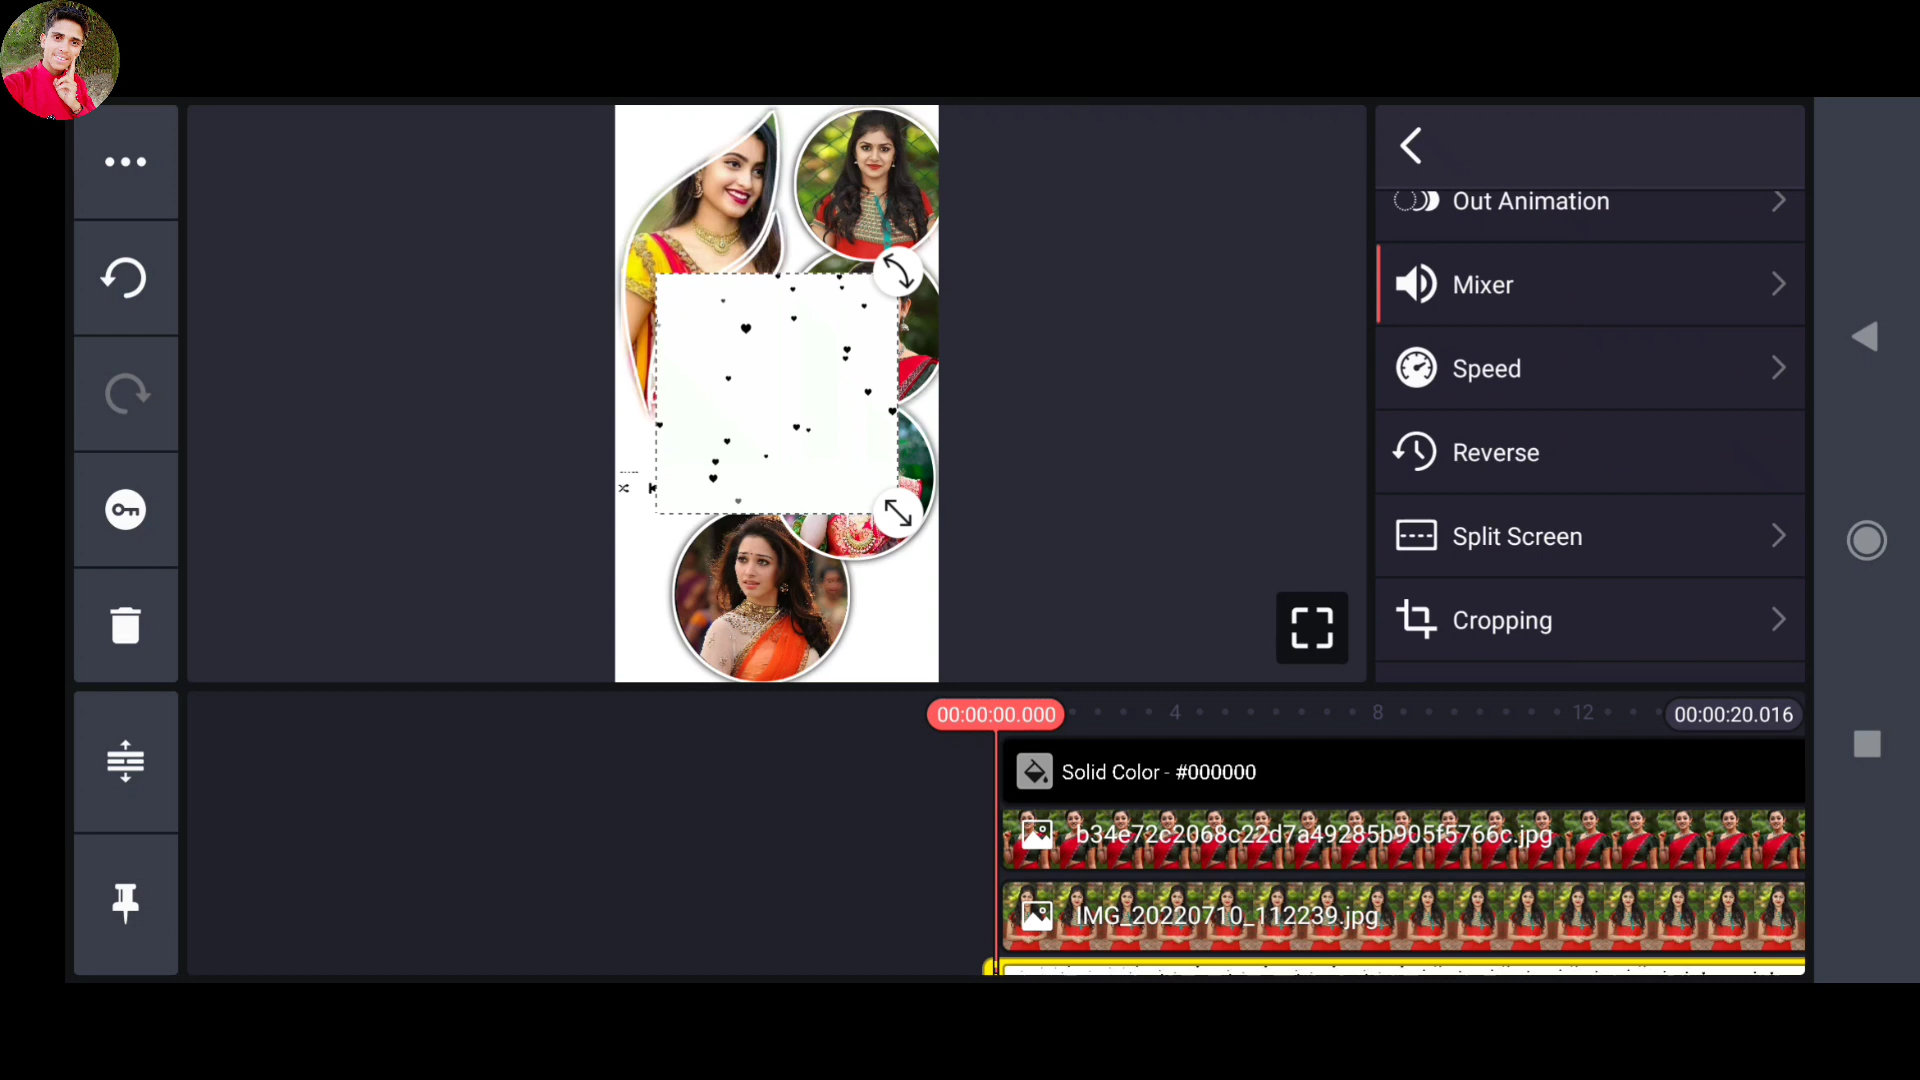 Out Animation
Mixer
Speed
Reverse
Split Screen
Cropping
00:00:00.000
4
8
12
00:00:20.016
Solid Color - #000000
b34e72c2068c22d7a49285b905f5766c.jpg
IMG_20220710_112239.jpg